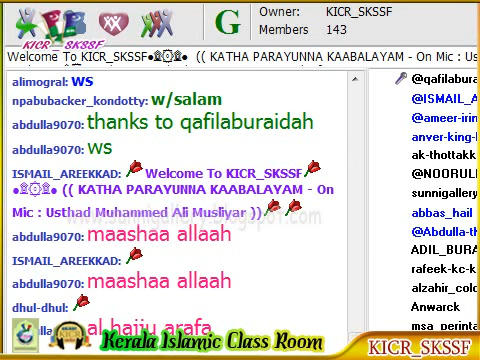 KICR_SKSSF
G
Owner: KICR_SKSSF
Members 143
Welcome To KICR_SKSSF●۩۞۩● (( KATHA PARAYUNNA KAABALAYAM - On Mic : Ust
alimogral: ws
npabubacker_kondotty: w/salam
abdulla9070: thanks to qafilaburaidah
abdulla9070: ws
ISMAIL_AREEKKAD: Welcome To KICR_SKSSF
●۩۞۩● (( KATHA PARAYUNNA KAABALAYAM - On
Mic : Usthad Muhammed Ali Musliyar ))
abdulla9070: maashaa allaah
ISMAIL_AREEKKAD:
abdulla9070: maashaa allaah
dhul-dhul:
abdulla9070: al hajju arafa
@qafilabura
@ISMAIL_A
@ameer-irin
anver-king-
ak-thottakk
@NOORUL
sunnigallery
abbas_hail
@Abdulla-th
ADIL_BURA
rafeek-kc-k
alzahir_colo
Anwarck
msa_perinta
Kerala Islamic Class Room
KICR_SKSSF